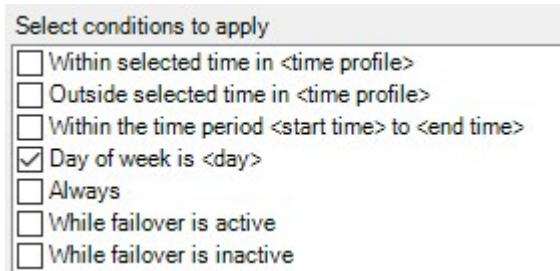 Select conditions to apply
Within selected time in <time profile>
Outside selected time in <time profile>
Within the time period <start time> to <end time>
Day of week is <day>
Always
While failover is active
While failover is inactive